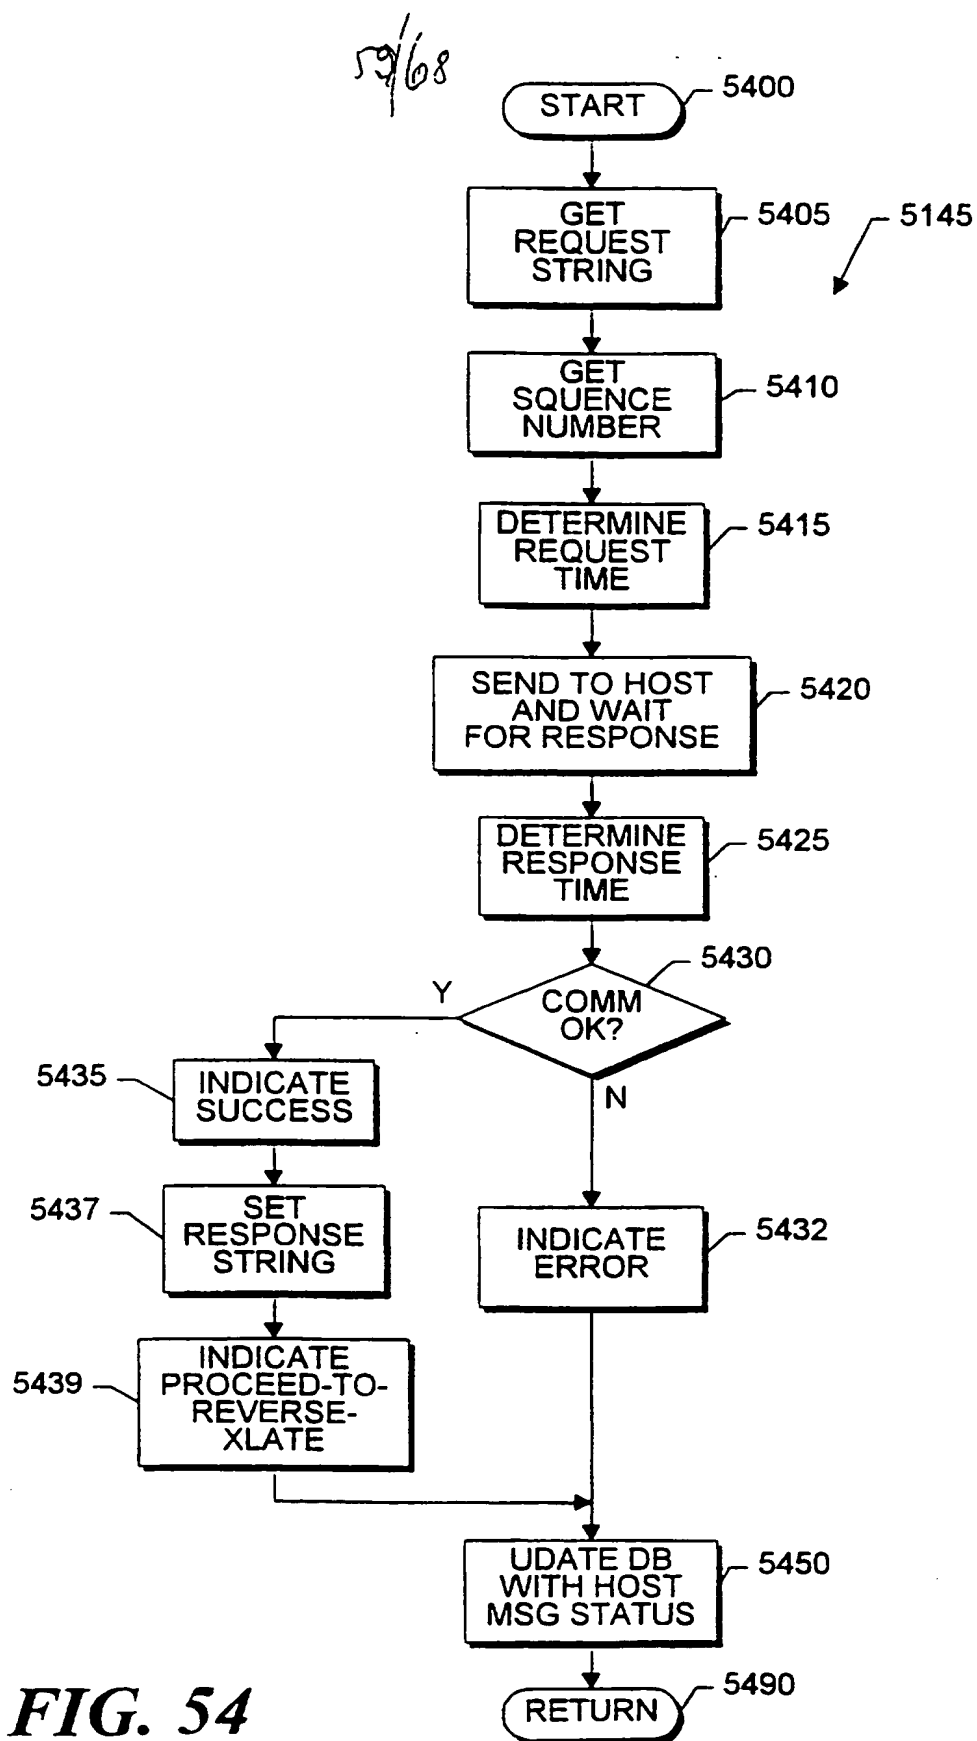 59/68
START
5400
GET
REQUEST
STRING
5405
5145
GET
SQUENCE
NUMBER
5410
DETERMINE
REQUEST
TIME
5415
SEND TO HOST
AND WAIT
FOR RESPONSE
5420
DETERMINE
RESPONSE
TIME
5425
COMM
OK?
5430
Y
N
5435
INDICATE
SUCCESS
5437
SET
RESPONSE
STRING
INDICATE
ERROR
5432
5439
INDICATE
PROCEED-TO-
REVERSE-
XLATE
UDATE DB
WITH HOST
MSG STATUS
5450
RETURN
5490
FIG. 54